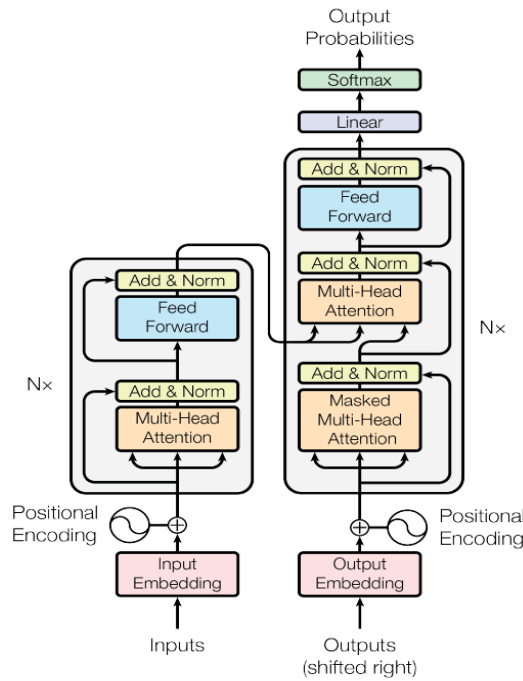 Output
Probabilities
Softmax
Linear
Add & Norm
Feed
Forward
Add & Norm
Multi-Head
Attention
Add & Norm
Masked
Multi-Head
Attention
N×
Positional
Encoding
Output
Embedding
Outputs
(shifted right)
Add & Norm
Feed
Forward
Add & Norm
Multi-Head
Attention
N×
Positional
Encoding
Input
Embedding
Inputs